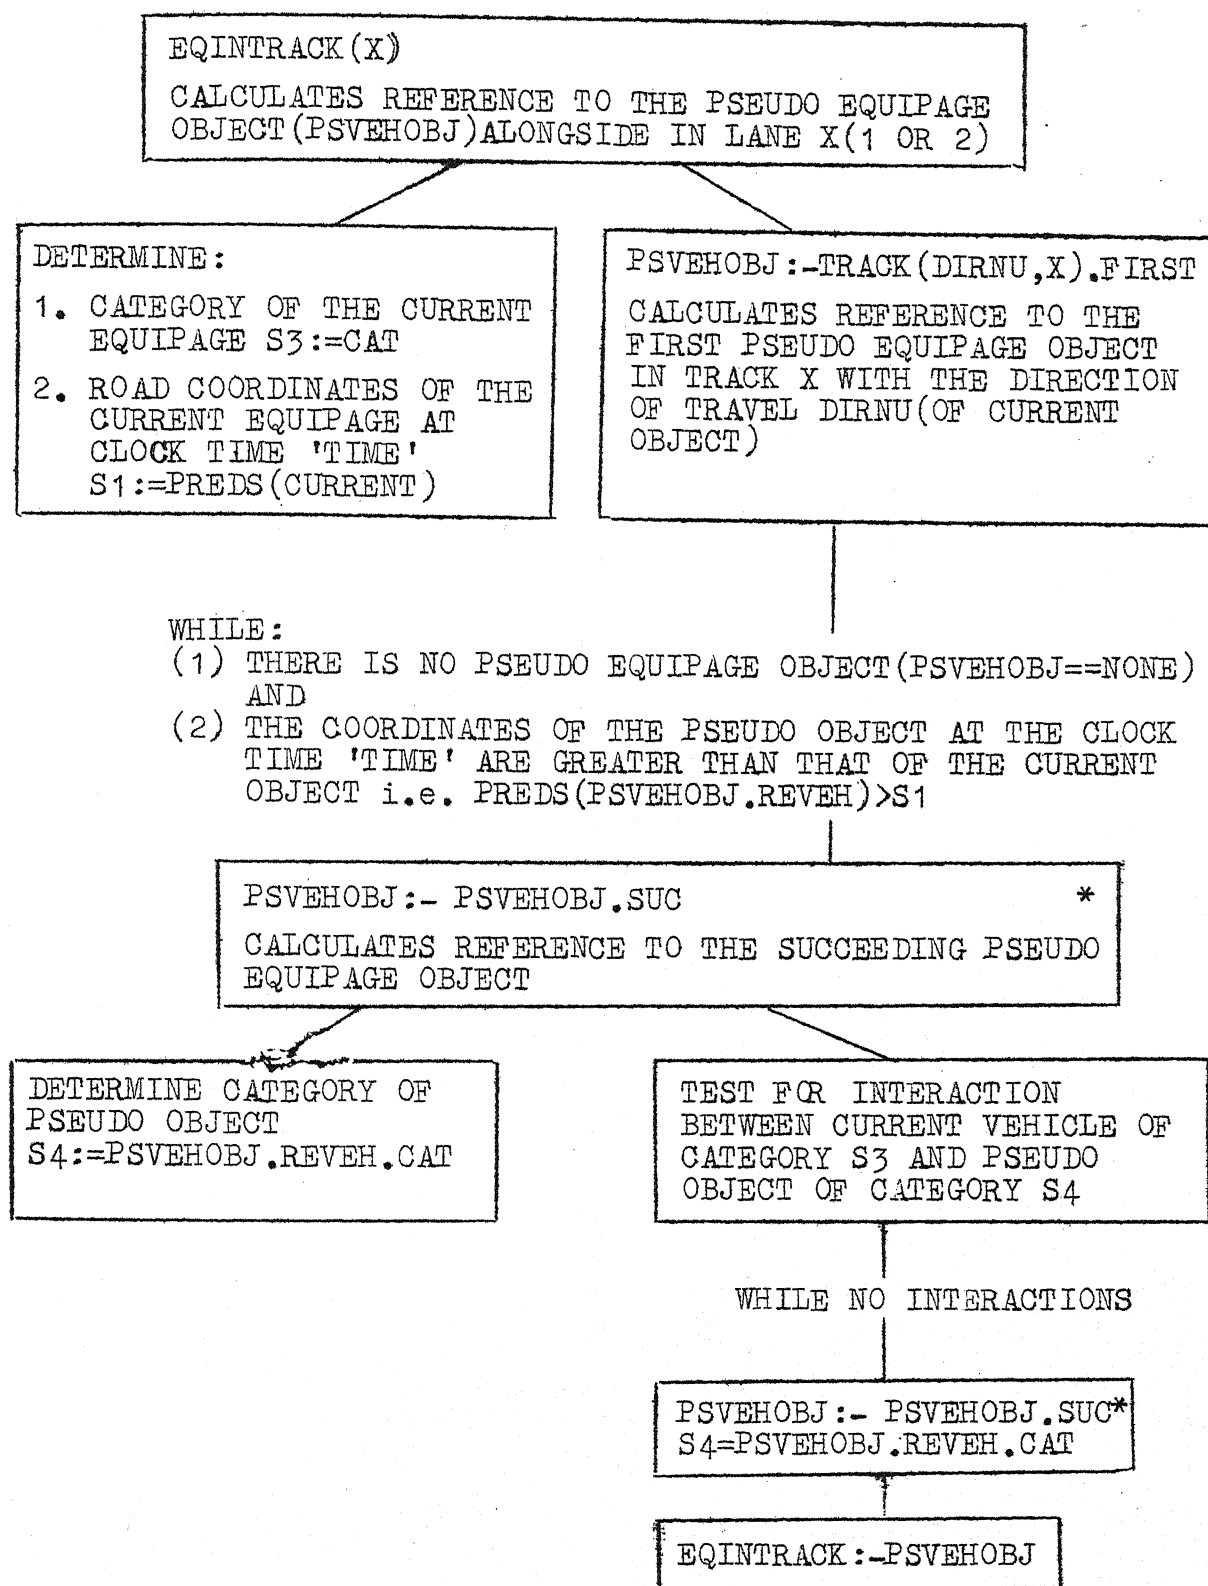 EQINTRACK(X)
CALCULATES REFERENCE TO THE PSEUDO EQUIPAGE
OBJECT(PSVEHOBJ)ALONGSIDE IN LANE X(1 OR 2)
DETERMINE:
1. CATEGORY OF THE CURRENT
EQUIPAGE S3:=CAT
2. ROAD COORDINATES OF THE
CURRENT EQUIPAGE AT
CLOCK TIME 'TIME'
S1:=PREDS(CURRENT)
PSVEHOBJ:-TRACK(DIRNU,X).FIRST
CALCULATES REFERENCE TO THE
FIRST PSEUDO EQUIPAGE OBJECT
IN TRACK X WITH THE DIRECTION
OF TRAVEL DIRNU(OF CURRENT
OBJECT)
WHILE:
(1) THERE IS NO PSEUDO EQUIPAGE OBJECT(PSVEHOBJ==NONE)
AND
(2) THE COORDINATES OF THE PSEUDO OBJECT AT THE CLOCK
TIME 'TIME' ARE GREATER THAN THAT OF THE CURRENT
OBJECT i.e. PREDS(PSVEHOBJ.REVEH)>S1
PSVEHOBJ:- PSVEHOBJ.SUC *
CALCULATES REFERENCE TO THE SUCCEEDING PSEUDO
EQUIPAGE OBJECT
DETERMINE CATEGORY OF
PSEUDO OBJECT
S4:=PSVEHOBJ.REVEH.CAT
TEST FOR INTERACTION
BETWEEN CURRENT VEHICLE OF
CATEGORY S3 AND PSEUDO
OBJECT OF CATEGORY S4
WHILE NO INTERACTIONS
PSVEHOBJ:- PSVEHOBJ.SUC*
S4=PSVEHOBJ.REVEH.CAT
EQINTRACK:-PSVEHOBJ